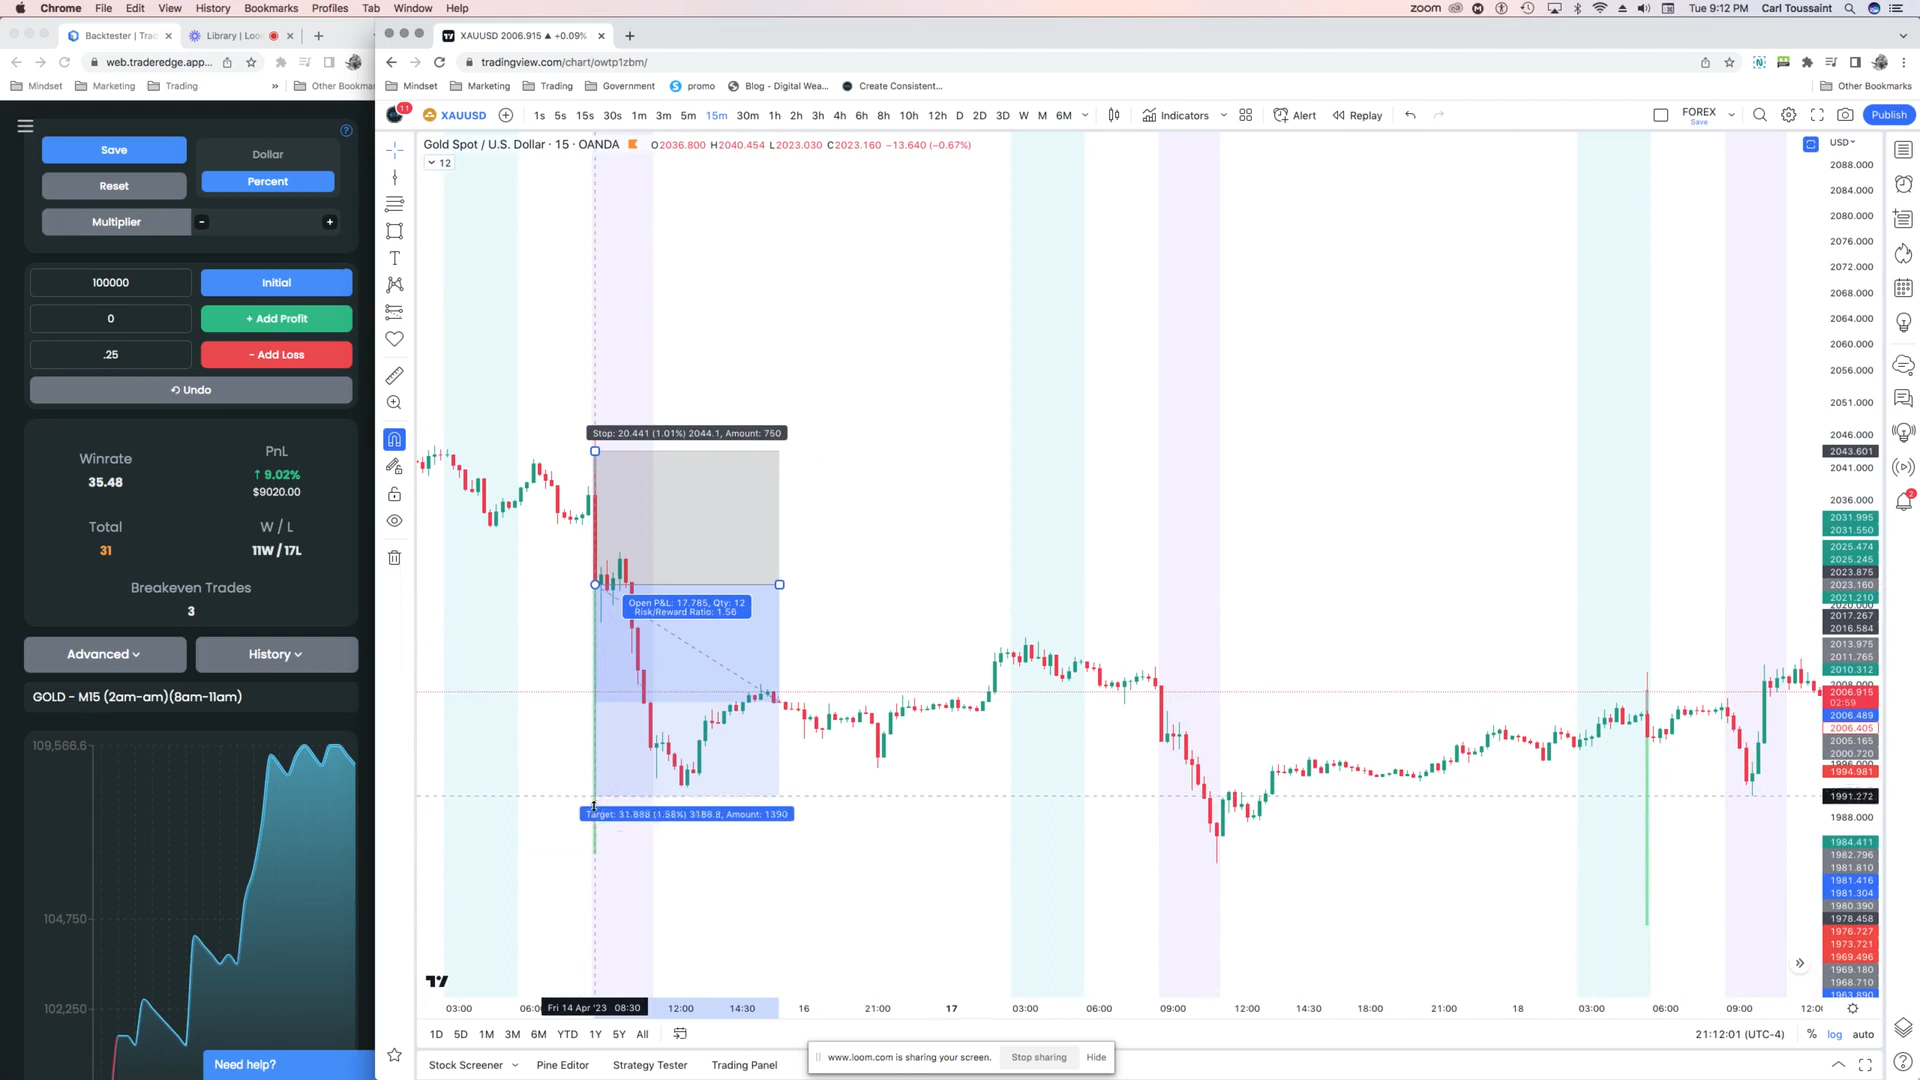 Chrome File Edit View History Bookmarks Profiles Tab Window Help
zoom Tue 9:12 PM Carl Toussaint
Backtester | Trad
Library | Loo
XAUUSD 2006.915 ▲ +0.09%
web.traderedge.app...
tradingview.com/chart/owtp1zbm/
Mindset Marketing Trading » Other Bookmar
Mindset Marketing Trading Government promo Blog - Digital Wea... Create Consistent... Other Bookmarks
11
XAUUSD 1s 5s 15s 30s 1m 3m 5m 15m 30m 1h 2h 3h 4h 6h 8h 10h 12h D 2D 3D W M 6M Indicators Alert Replay FOREX Save Publish
Gold Spot / U.S. Dollar · 15 · OANDA O2036.800 H2040.454 L2023.030 C2023.160 −13.640 (−0.67%)
12
USD
Save
Dollar
Reset
Percent
Multiplier - +
100000 Initial
0 + Add Profit
.25 - Add Loss
Undo
Winrate
35.48
PnL
↑ 9.02%
$9020.00
Total
31
W / L
11W / 17L
Breakeven Trades
3
Advanced History
GOLD - M15 (2am-am)(8am-11am)
109,566.6
104,750
102,250
Need help?
Stop: 20.441 (1.01%) 2044.1, Amount: 750
Open P&L: 17.785, Qty: 12
Risk/Reward Ratio: 1.56
Target: 31.888 (1.58%) 3188.8, Amount: 1390
2088.000
2084.000
2080.000
2076.000
2072.000
2068.000
2064.000
2060.000
2056.000
2051.000
2046.000
2043.601
2041.000
2036.000
2031.995
2031.550
2025.474
2025.245
2023.875
2023.160
2021.210
2017.267
2016.584
2013.975
2011.765
2010.312
2006.915
02:59
2006.489
2006.405
2005.165
2000.720
1994.981
1991.272
1988.000
1984.411
1982.796
1981.810
1981.416
1981.304
1980.390
1978.458
1976.727
1973.721
1969.496
1969.180
1968.710
1963.890
2
03:00 06:0 Fri 14 Apr '23 08:30 12:00 14:30 16 21:00 17 03:00 06:00 09:00 12:00 14:30 18:00 21:00 18 03:00 06:00 09:00 12:0
1D 5D 1M 3M 6M YTD 1Y 5Y All
21:12:01 (UTC-4) % log auto
Stock Screener Pine Editor Strategy Tester Trading Panel
www.loom.com is sharing your screen. Stop sharing Hide